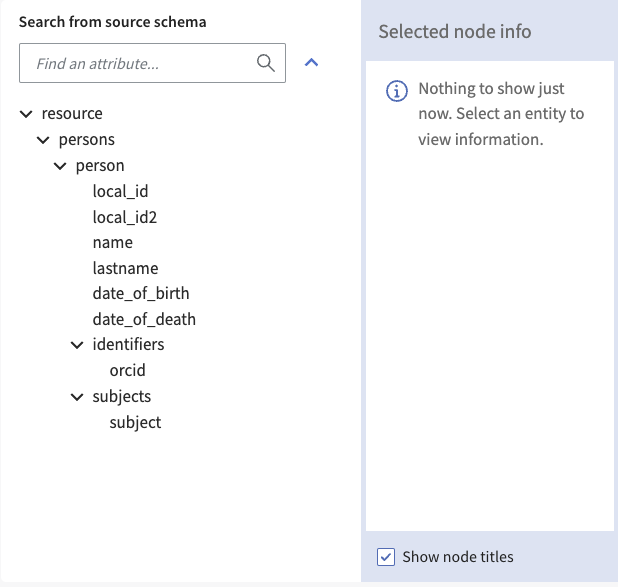 Search from source schema
Find an attribute...
resource
persons
person
local_id
local_id2
name
lastname
date_of_birth
date_of_death
identifiers
orcid
subjects
subject
Selected node info
Nothing to show just
now. Select an entity to
view information.
Show node titles